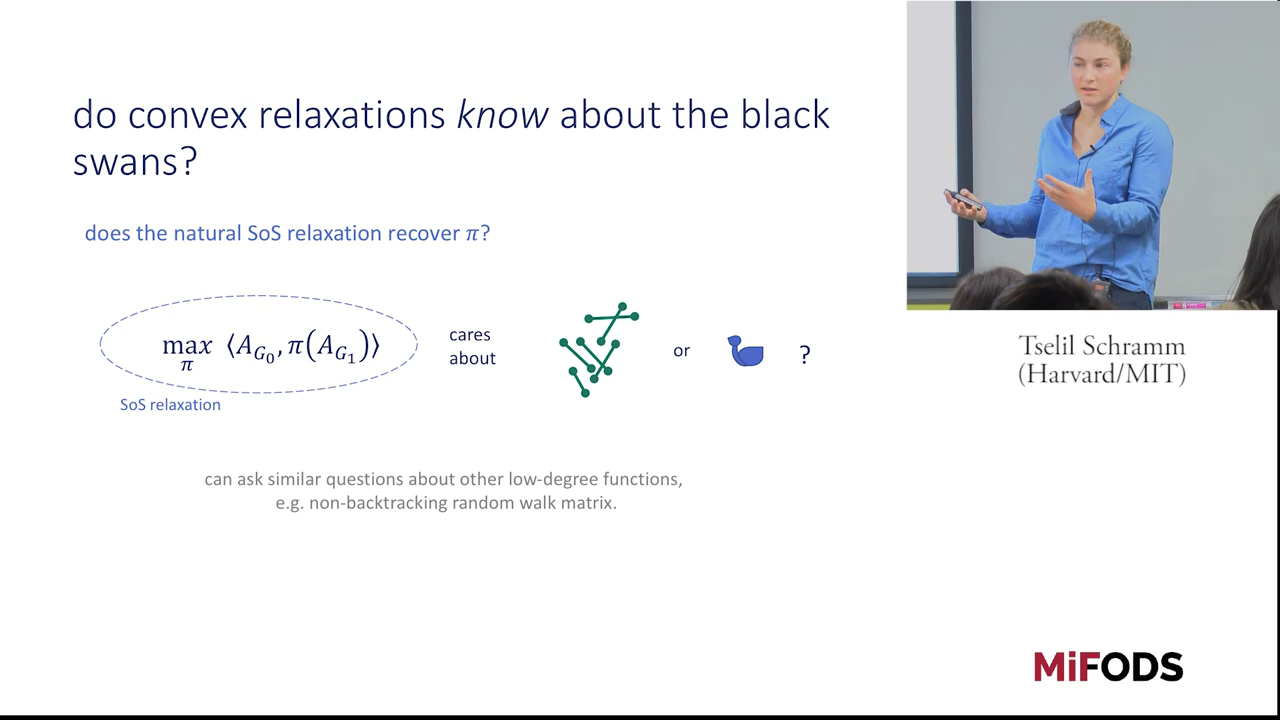 do convex relaxations know about the black
swans?
does the natural SoS relaxation recover π?
max ⟨A_{G_0}, π(A_{G_1})⟩
π
SoS relaxation
cares
about
or
?
can ask similar questions about other low-degree functions,
e.g. non-backtracking random walk matrix.
Tselil Schramm
(Harvard/MIT)
MiFODS